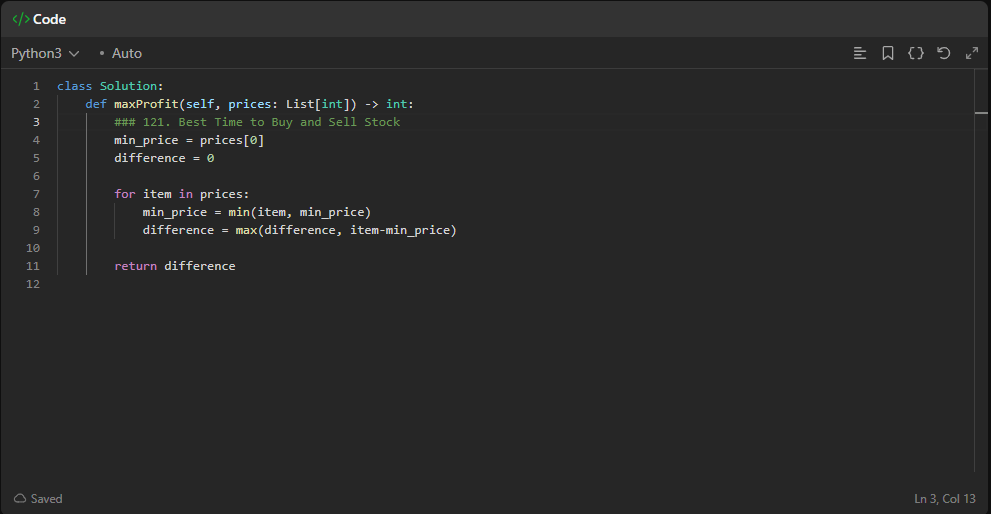 </> Code
Python3 • Auto
1 class Solution:
2     def maxProfit(self, prices: List[int]) -> int:
3         ### 121. Best Time to Buy and Sell Stock
4         min_price = prices[0]
5         difference = 0
6
7         for item in prices:
8             min_price = min(item, min_price)
9             difference = max(difference, item-min_price)
10
11         return difference
12
Saved
Ln 3, Col 13